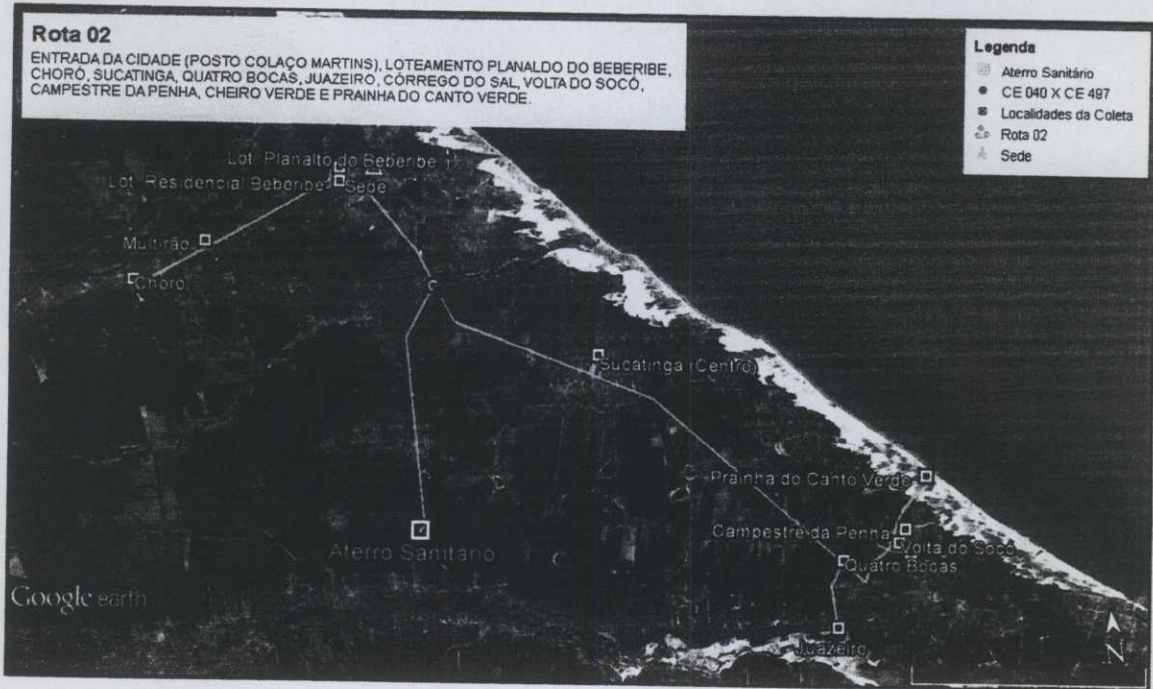 Rota 02
ENTRADA DA CIDADE (POSTO COLAÇO MARTINS), LOTEAMENTO PLANALDO DO BEBERIBE,
CHORÓ, SUCATINGA, QUATRO BOCAS, JUAZEIRO, CÓRREGO DO SAL, VOLTA DO SOCÓ,
CAMPESTRE DA PENHA, CHEIRO VERDE E PRAINHA DO CANTO VERDE.
Legenda
Aterro Sanitário
CE 040 X CE 497
Localidades da Coleta
Rota 02
Sede
Lot. Planalto do Beberibe
Lot. Residencial Beberibe
Sede
Multirão
Choró
Sucatinga (Centro)
Prainha do Canto Verde
Campestre da Penha
Volta do Socó
Quatro Bocas
Aterro Sanitário
Juazeiro
Google earth
N